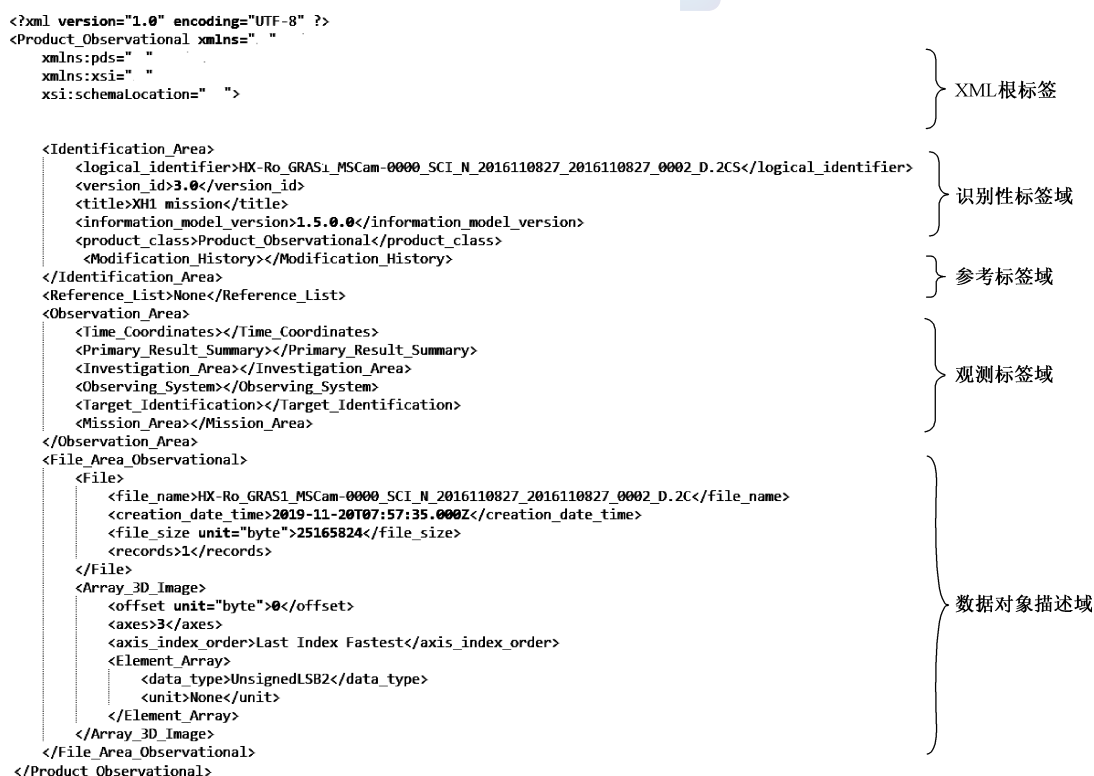 <?xml version="1.0" encoding="UTF-8" ?>
<Product_Observational xmlns=" "
xmlns:pds=" "
xmlns:xsi=" "
xsi:schemaLocation=" ">
XML根标签
<Identification_Area>
<logical_identifier>HX-Ro_GRAS1_MSCam-0000_SCI_N_2016110827_2016110827_0002_D.2CS</logical_identifier>
<version_id>3.0</version_id>
<title>XH1 mission</title>
<information_model_version>1.5.0.0</information_model_version>
<product_class>Product_Observational</product_class>
识别性标签域
<Modification_History></Modification_History>
</Identification_Area>
<Reference_List>None</Reference_List>
参考标签域
<Observation_Area>
<Time_Coordinates></Time_Coordinates>
<Primary_Result_Summary></Primary_Result_Summary>
<Investigation_Area></Investigation_Area>
<Observing_System></Observing_System>
<Target_Identification></Target_Identification>
<Mission_Area></Mission_Area>
</Observation_Area>
观测标签域
<File_Area_Observational>
<File>
<file_name>HX-Ro_GRAS1_MSCam-0000_SCI_N_2016110827_2016110827_0002_D.2C</file_name>
<creation_date_time>2019-11-20T07:57:35.000Z</creation_date_time>
<file_size unit="byte">25165824</file_size>
<records>1</records>
</File>
<Array_3D_Image>
<offset unit="byte">0</offset>
<axes>3</axes>
<axis_index_order>Last Index Fastest</axis_index_order>
<Element_Array>
<data_type>UnsignedLSB2</data_type>
<unit>None</unit>
</Element_Array>
</Array_3D_Image>
</File_Area_Observational>
数据对象描述域
</Product_Observational>